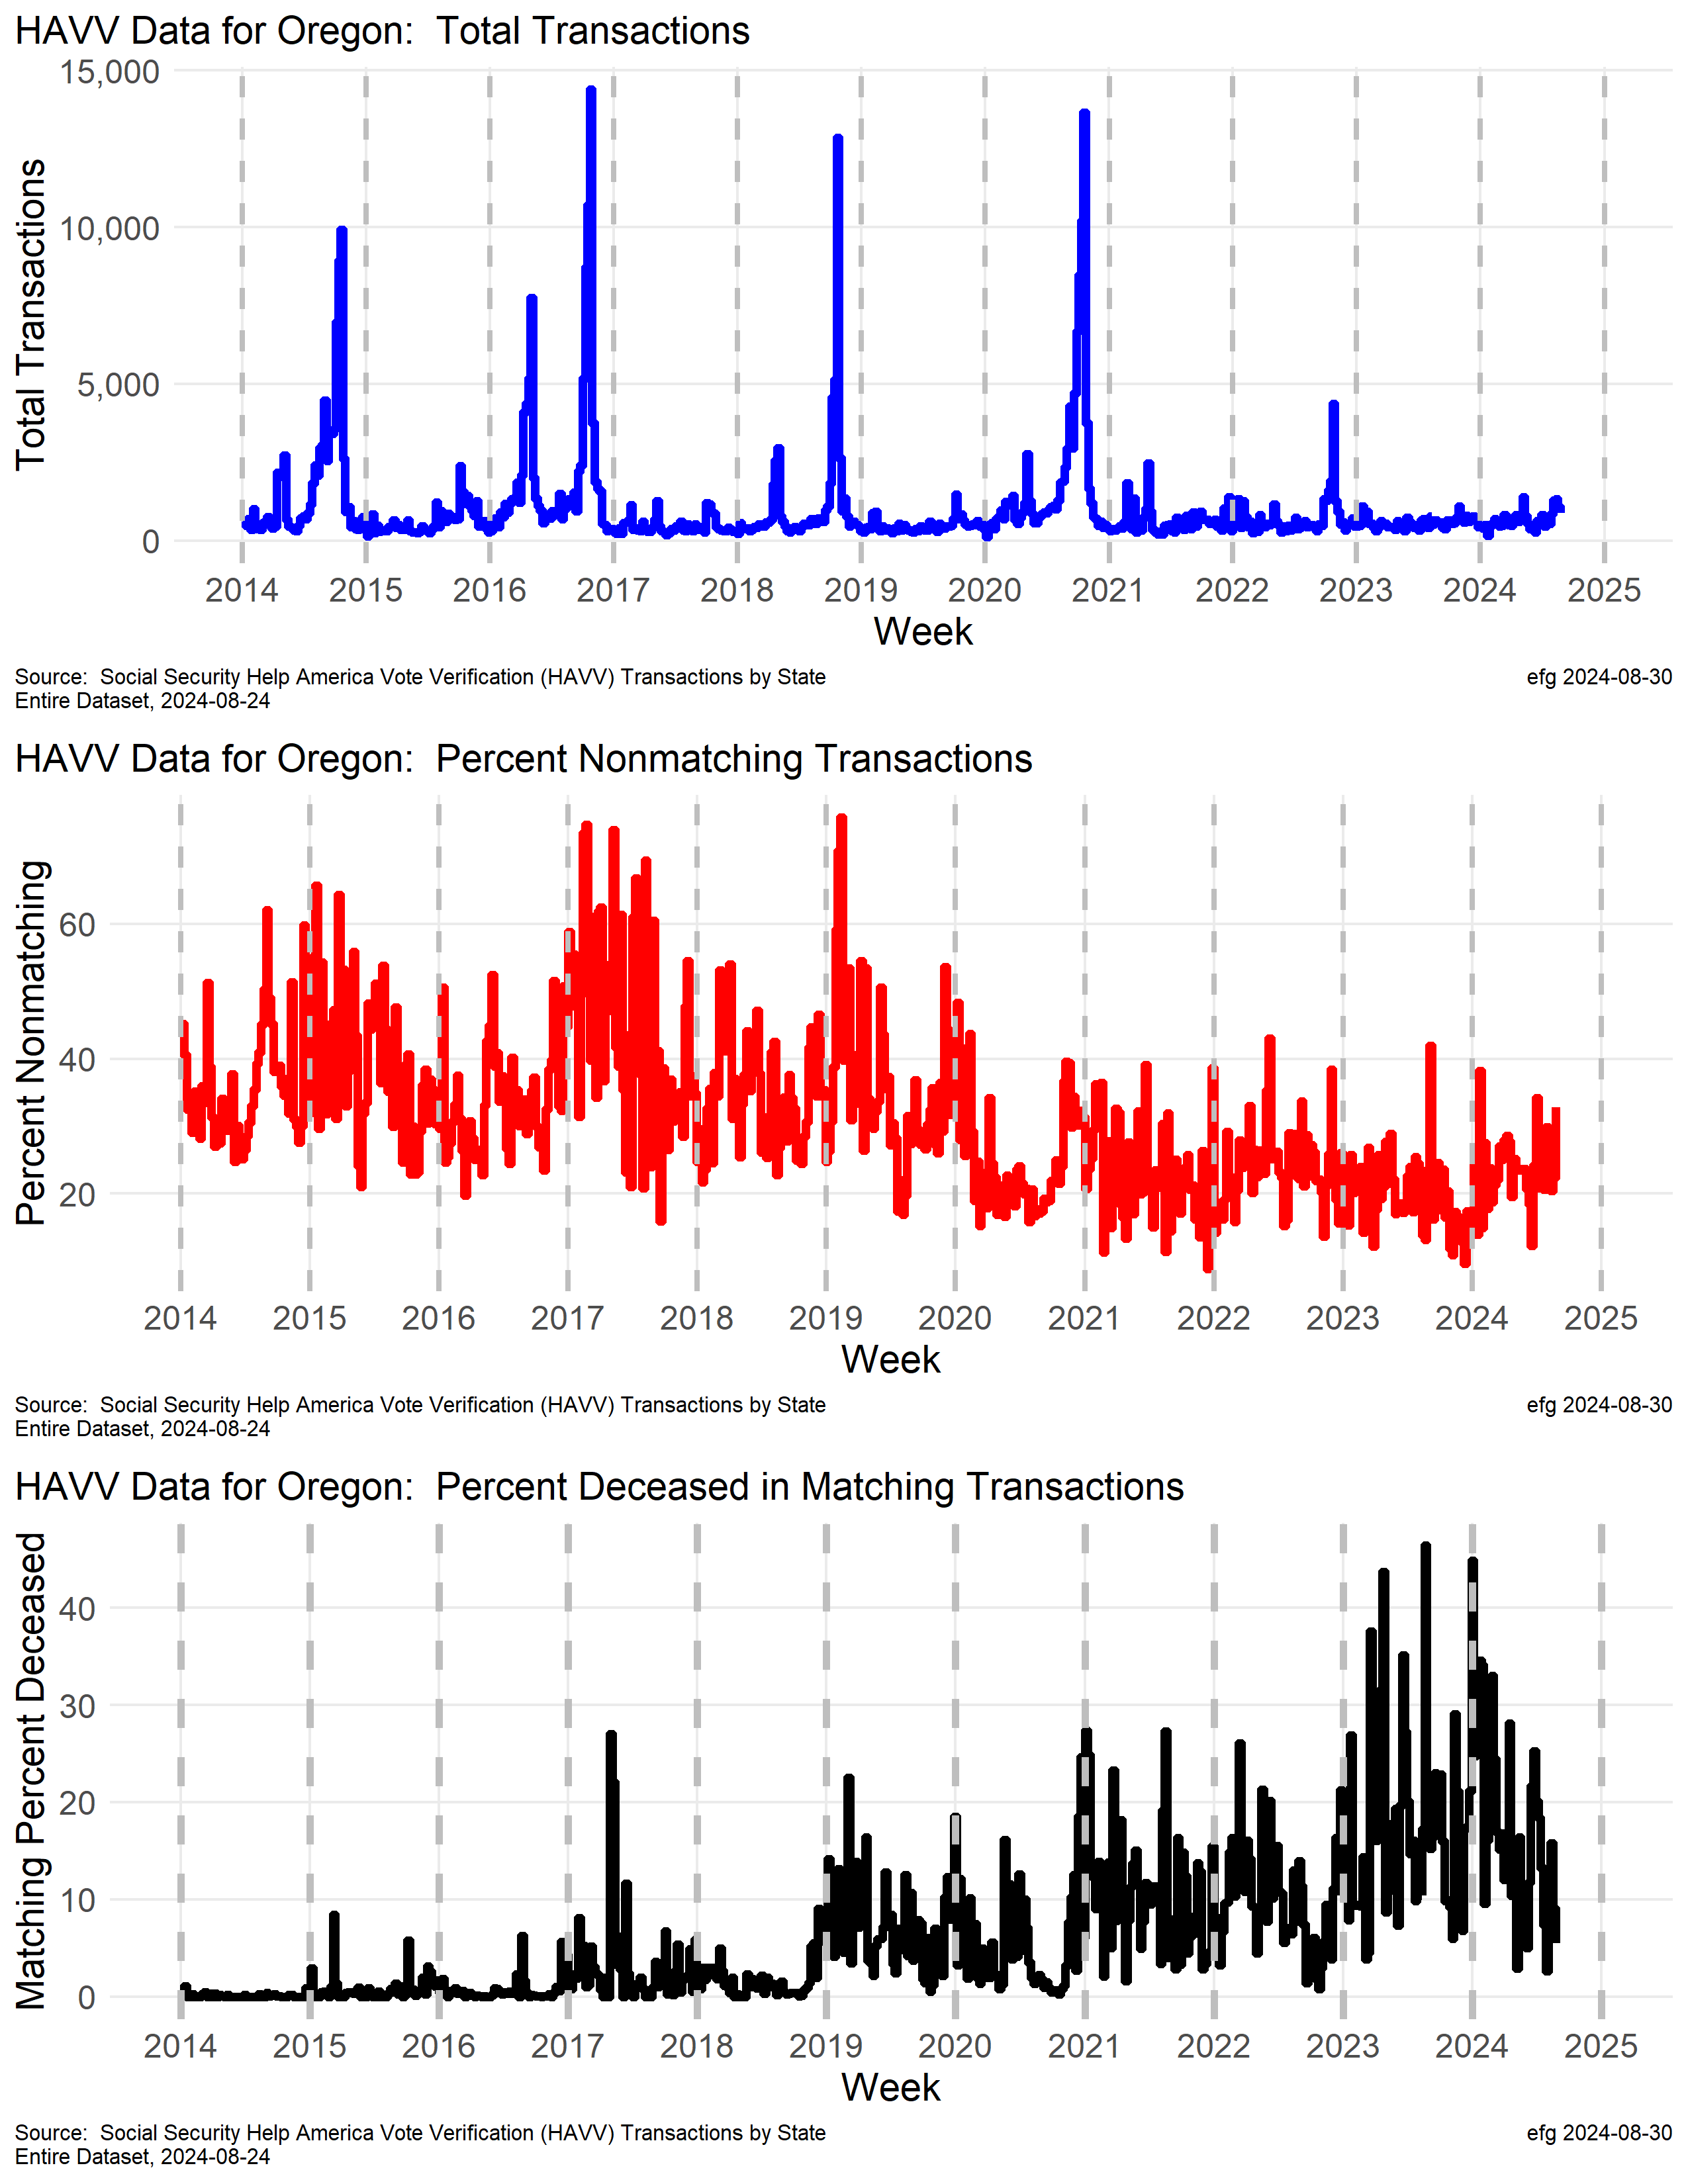 HAVV Data for Oregon:  Total Transactions
15,000
10,000
5,000
0
Total Transactions
2014 2015 2016 2017 2018 2019 2020 2021 2022 2023 2024 2025
Week
Source:  Social Security Help America Vote Verification (HAVV) Transactions by State
Entire Dataset, 2024-08-24
efg 2024-08-30
HAVV Data for Oregon:  Percent Nonmatching Transactions
60
40
20
Percent Nonmatching
2014 2015 2016 2017 2018 2019 2020 2021 2022 2023 2024 2025
Week
Source:  Social Security Help America Vote Verification (HAVV) Transactions by State
Entire Dataset, 2024-08-24
efg 2024-08-30
HAVV Data for Oregon:  Percent Deceased in Matching Transactions
40
30
20
10
0
Matching Percent Deceased
2014 2015 2016 2017 2018 2019 2020 2021 2022 2023 2024 2025
Week
Source:  Social Security Help America Vote Verification (HAVV) Transactions by State
Entire Dataset, 2024-08-24
efg 2024-08-30